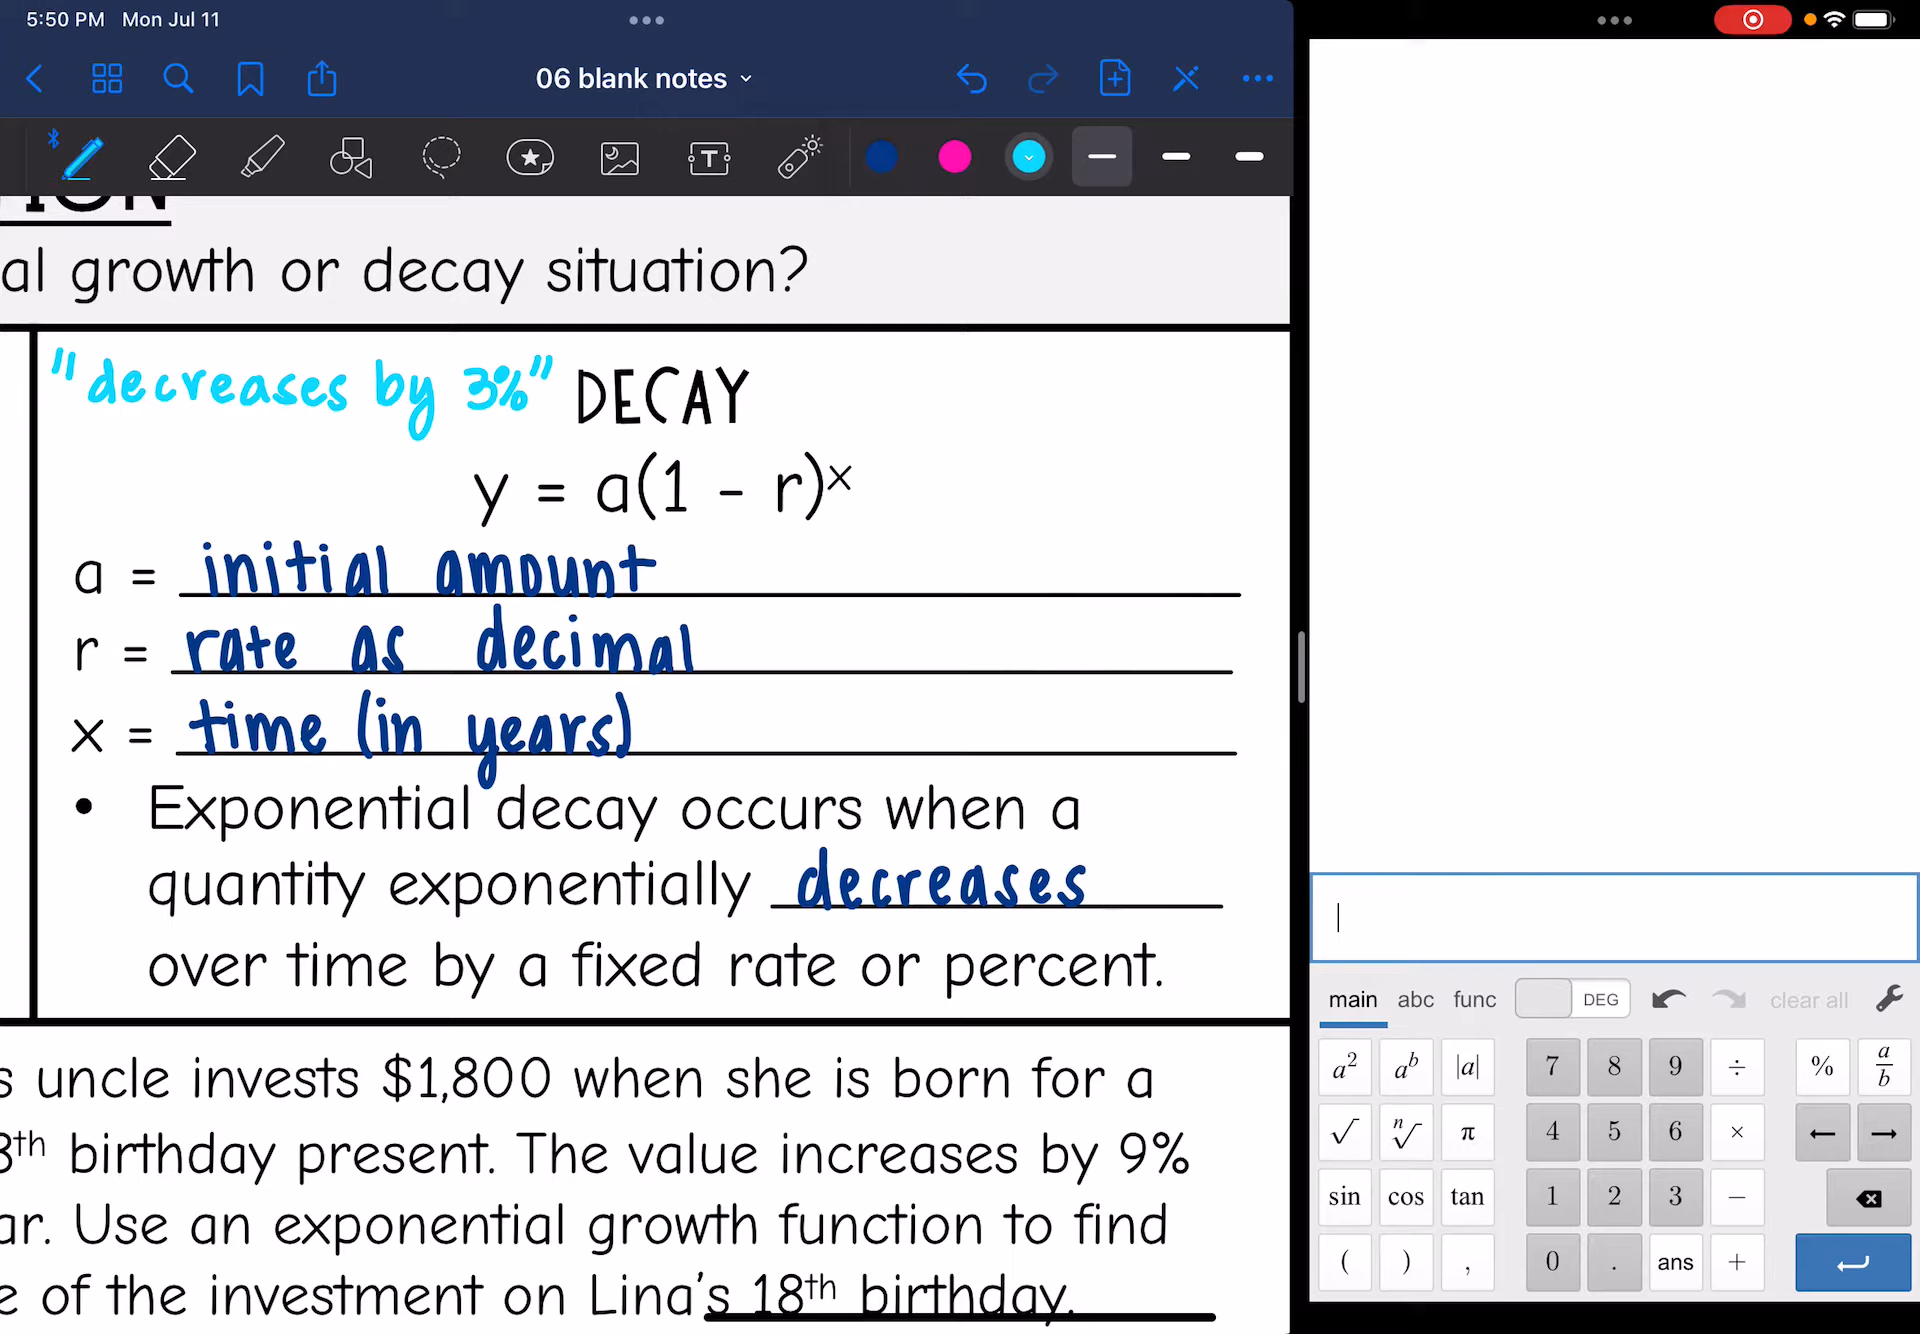 5:50 PM Mon Jul 11
06 blank notes
al growth or decay situation?
"decreases by 3%" DECAY
y = a(1 - r)ˣ
a = initial amount
r = rate as decimal
x = time (in years)
• Exponential decay occurs when a
quantity exponentially decreases
over time by a fixed rate or percent.
s uncle invests $1,800 when she is born for a
8th birthday present. The value increases by 9%
ar. Use an exponential growth function to find
e of the investment on Lina's 18th birthday.
main abc func DEG clear all
a² aᵇ |a| 7 8 9 ÷ % a/b
√ ⁿ√ π 4 5 6 × ← →
sin cos tan 1 2 3 −
( ) , 0 . ans +